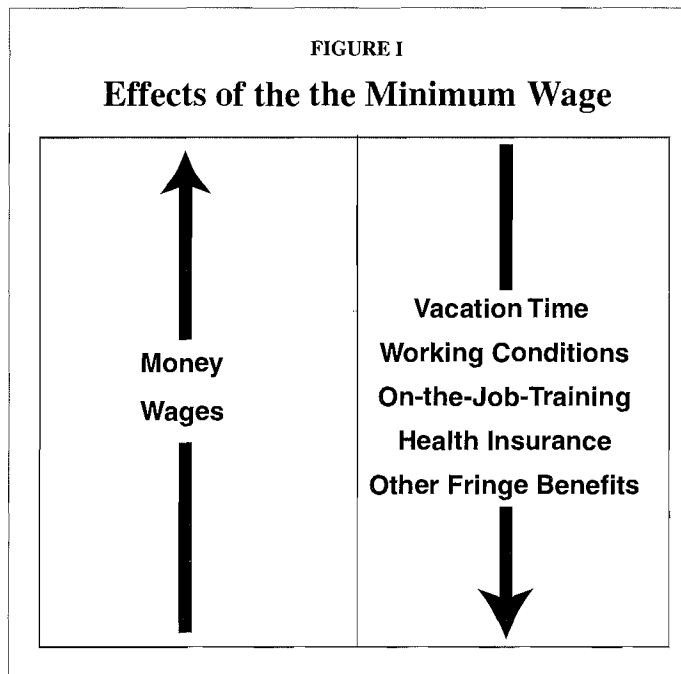 FIGURE I
Effects of the the Minimum Wage
Money
Wages
Vacation Time
Working Conditions
On-the-Job-Training
Health Insurance
Other Fringe Benefits